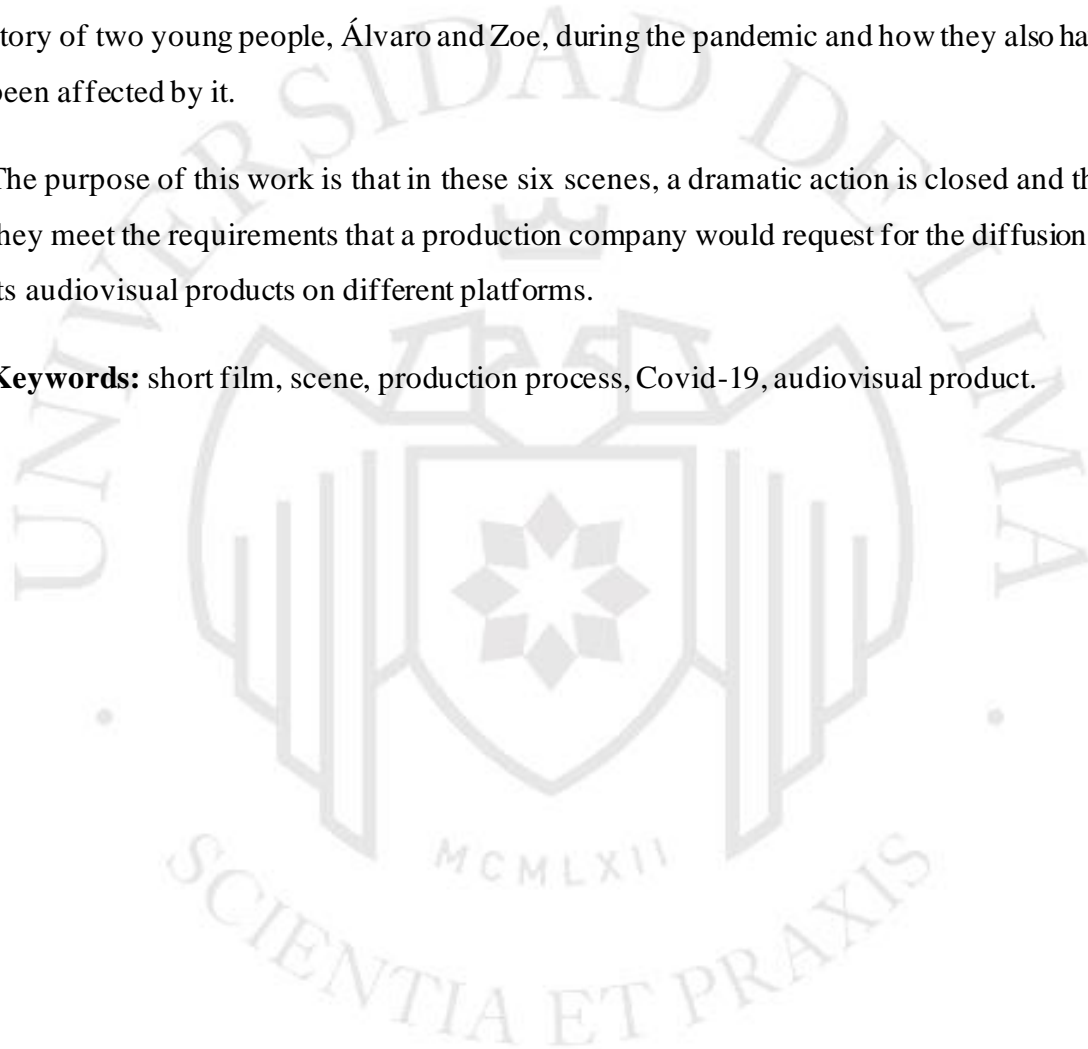 tory of two young people, Álvaro and Zoe, during the pandemic and how they also ha
been affected by it.
The purpose of this work is that in these six scenes, a dramatic action is closed and th
hey meet the requirements that a production company would request for the diffusion
ts audiovisual products on different platforms.
Keywords: short film, scene, production process, Covid-19, audiovisual product.
UNIVERSIDAD DE LIMA
MCMLXII
SCIENTIA ET PRAXIS